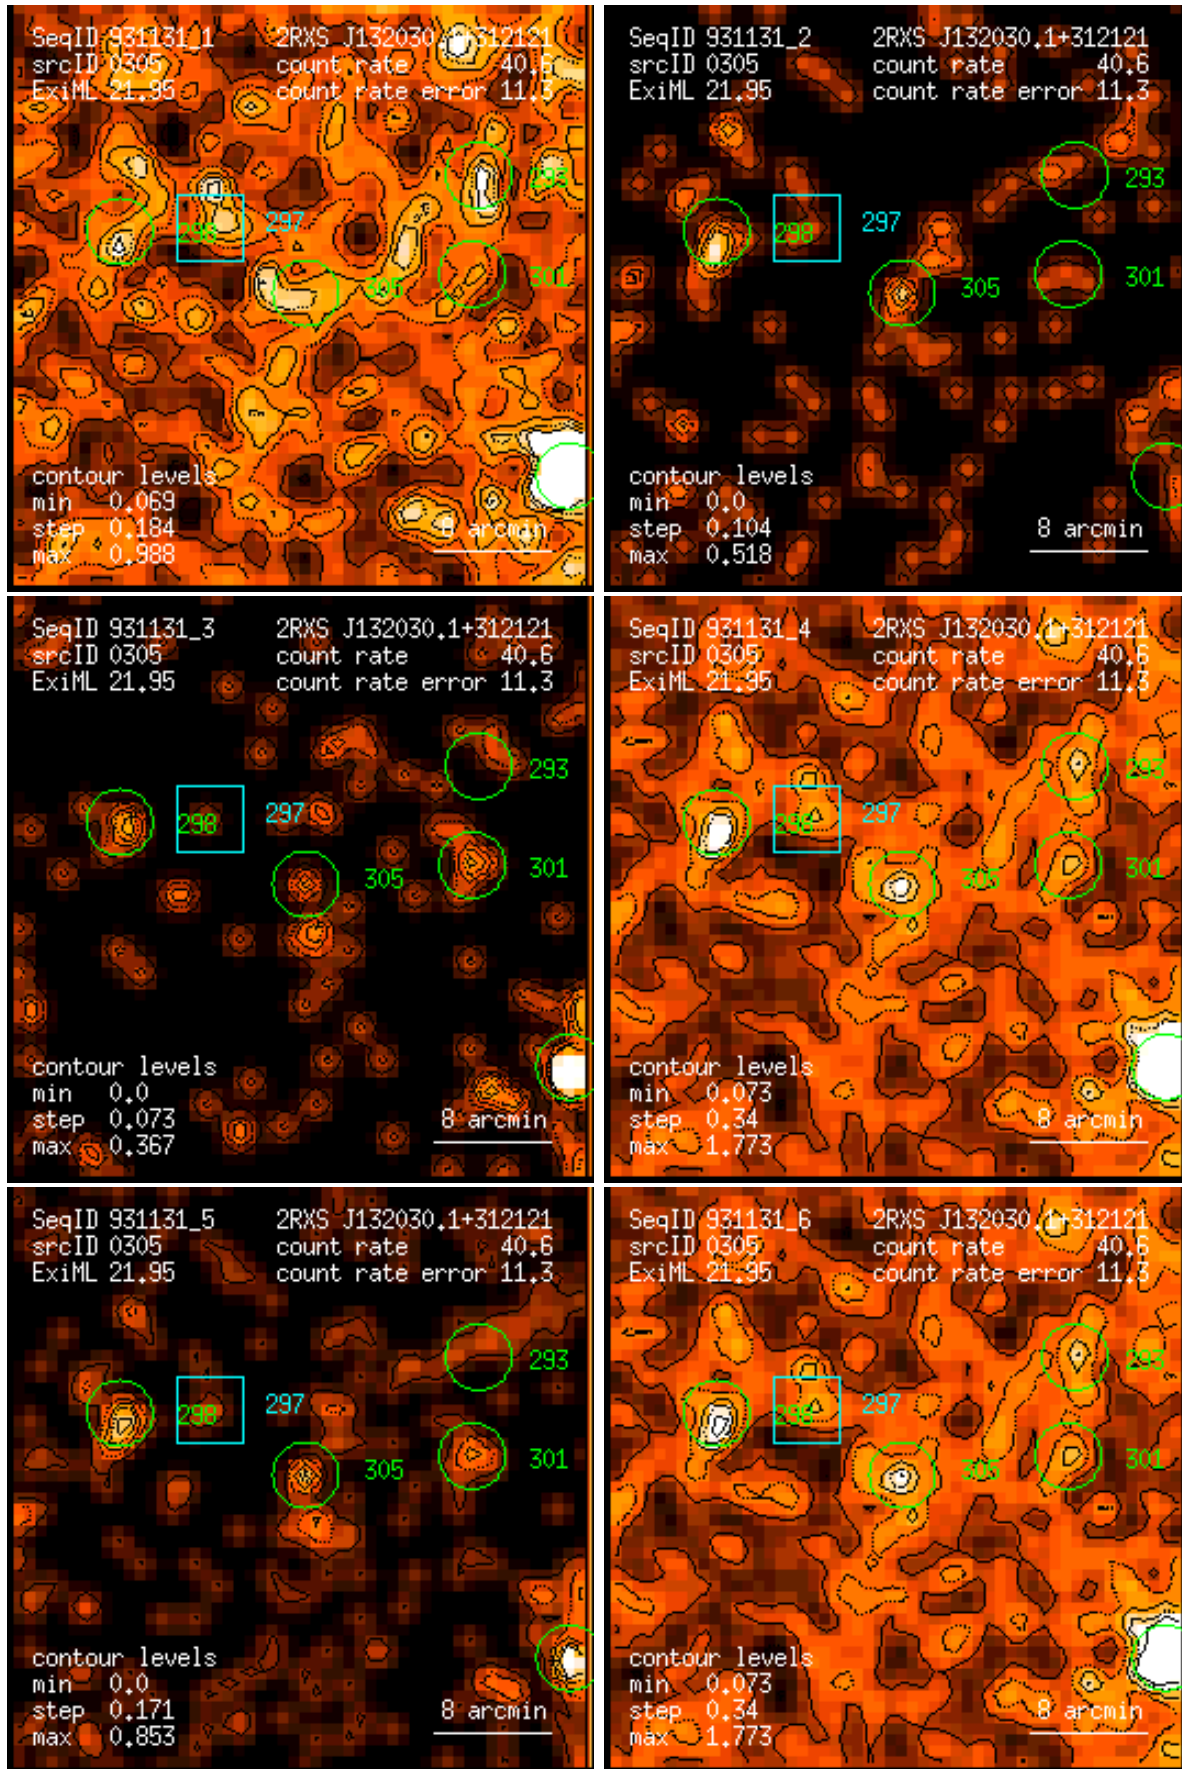 SeqID 931131_1 2RXS J132030.1+312121
srcID 0305 count rate 40.6
ExiML 21.95 count rate error 11.3
293
298 297
301
305
contour levels
min 0.069
step 0.184 8 arcmin
max 0.988
SeqID 931131_2 2RXS J132030.1+312121
srcID 0305 count rate 40.6
ExiML 21.95 count rate error 11.3
293
298 297
301
305
contour levels
min 0.0
step 0.104 8 arcmin
max 0.518
SeqID 931131_3 2RXS J132030.1+312121
srcID 0305 count rate 40.6
ExiML 21.95 count rate error 11.3
293
298 297
301
305
contour levels
min 0.0
step 0.073 8 arcmin
max 0.367
SeqID 931131_4 2RXS J132030.1+312121
srcID 0305 count rate 40.6
ExiML 21.95 count rate error 11.3
293
298 297
301
305
contour levels
min 0.073
step 0.34 8 arcmin
max 1.773
SeqID 931131_5 2RXS J132030.1+312121
srcID 0305 count rate 40.6
ExiML 21.95 count rate error 11.3
293
298 297
301
305
contour levels
min 0.0
step 0.171 8 arcmin
max 0.853
SeqID 931131_6 2RXS J132030.1+312121
srcID 0305 count rate 40.6
ExiML 21.95 count rate error 11.3
293
298 297
301
305
contour levels
min 0.073
step 0.34 8 arcmin
max 1.773